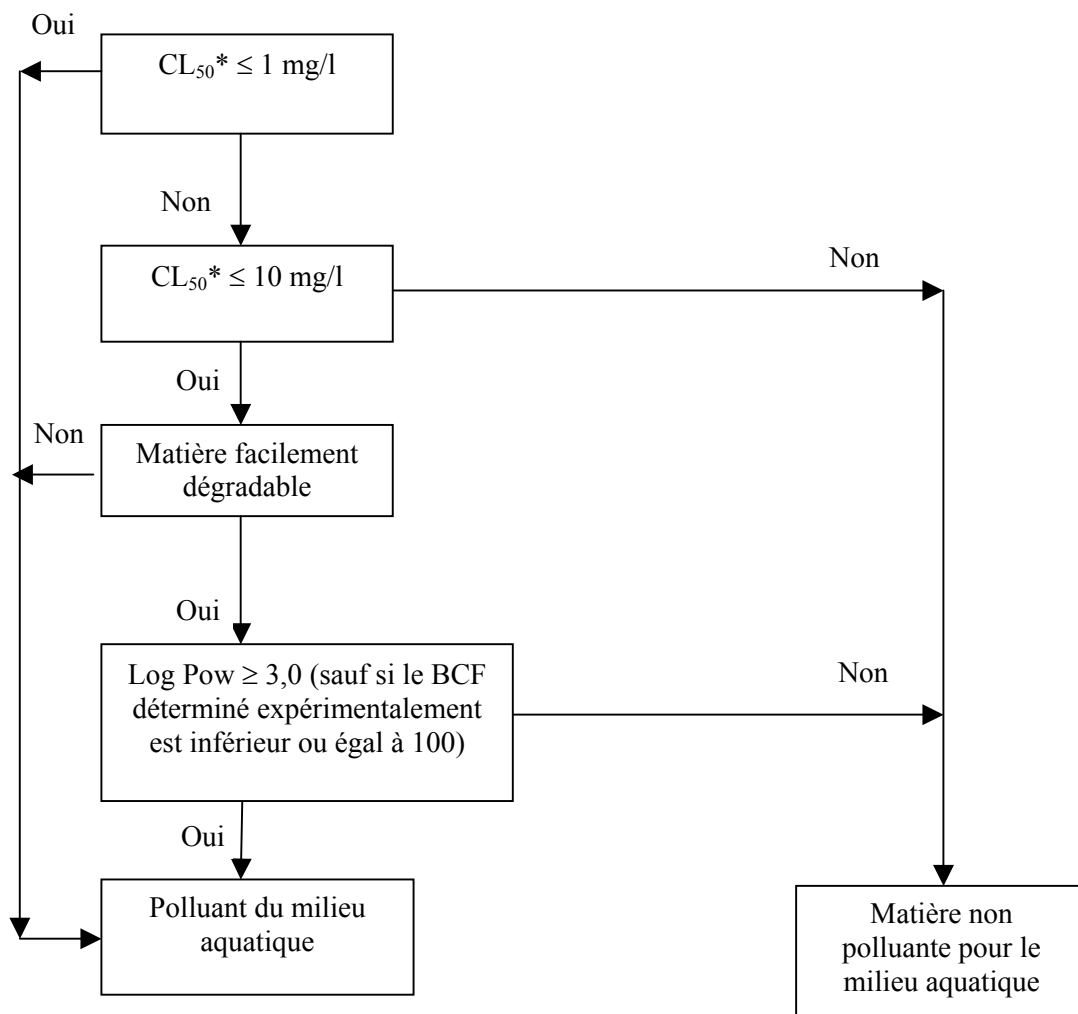 Oui
CL₅₀* ≤ 1 mg/l
Non
CL₅₀* ≤ 10 mg/l
Non
Oui
Non
Matière facilement
dégradable
Oui
Log Pow ≥ 3,0 (sauf si le BCF
déterminé expérimentalement
est inférieur ou égal à 100)
Non
Oui
Polluant du milieu
aquatique
Matière non
polluante pour le
milieu aquatique